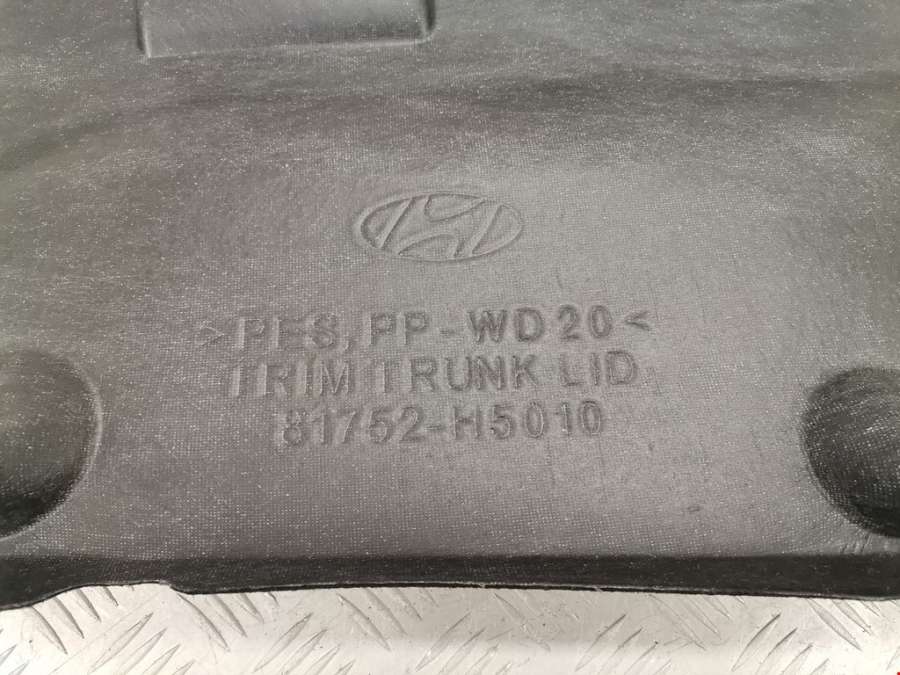 >PES, PP-WD20<
TRIM TRUNK LID
81752-H5010